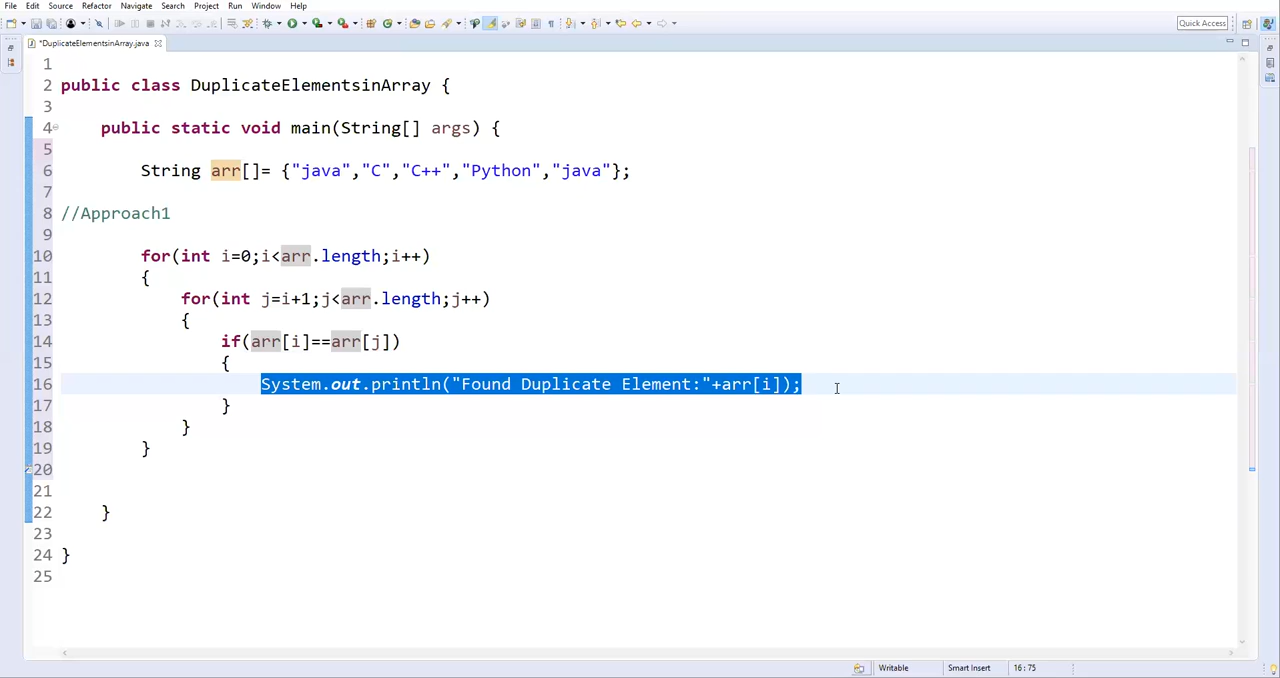 File Edit Source Refactor Navigate Search Project Run Window Help
Quick Access
*DuplicateElementsinArray.java
1
2 public class DuplicateElementsinArray {
3
4 public static void main(String[] args) {
5
6 String arr[]= {"java","C","C++","Python","java"};
7
8 //Approach1
9
10 for(int i=0;i<arr.length;i++)
11 {
12 for(int j=i+1;j<arr.length;j++)
13 {
14 if(arr[i]==arr[j])
15 {
16 System.out.println("Found Duplicate Element:"+arr[i]);
17 }
18 }
19 }
20
21
22 }
23
24 }
25
Writable Smart Insert 16:75